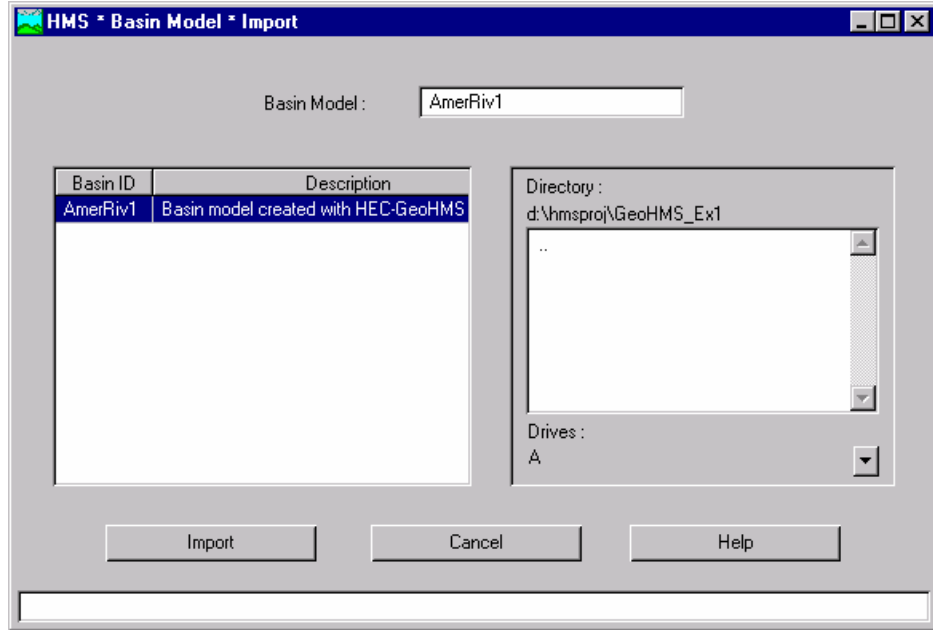 HMS * Basin Model * Import
Basin Model : AmerRiv1
Basin ID Description
AmerRiv1 Basin model created with HEC-GeoHMS
Directory :
d:\hmsproj\GeoHMS_Ex1
..
Drives :
A
Import Cancel Help